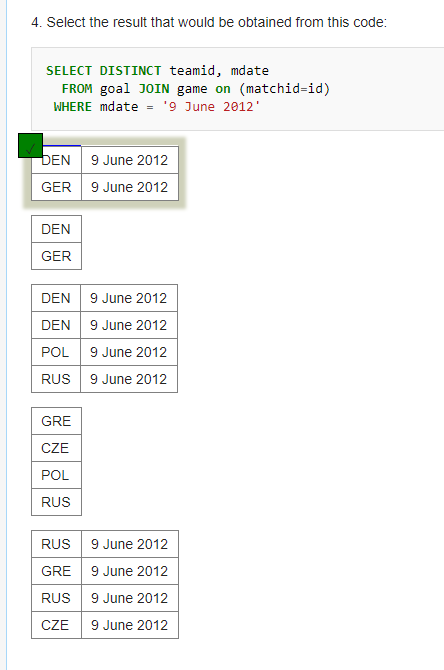 4. Select the result that would be obtained from this code:
SELECT DISTINCT teamid, mdate
FROM goal JOIN game on (matchid=id)
WHERE mdate = '9 June 2012'
DEN 9 June 2012
GER 9 June 2012
DEN
GER
DEN 9 June 2012
DEN 9 June 2012
POL 9 June 2012
RUS 9 June 2012
GRE
CZE
POL
RUS
RUS 9 June 2012
GRE 9 June 2012
RUS 9 June 2012
CZE 9 June 2012